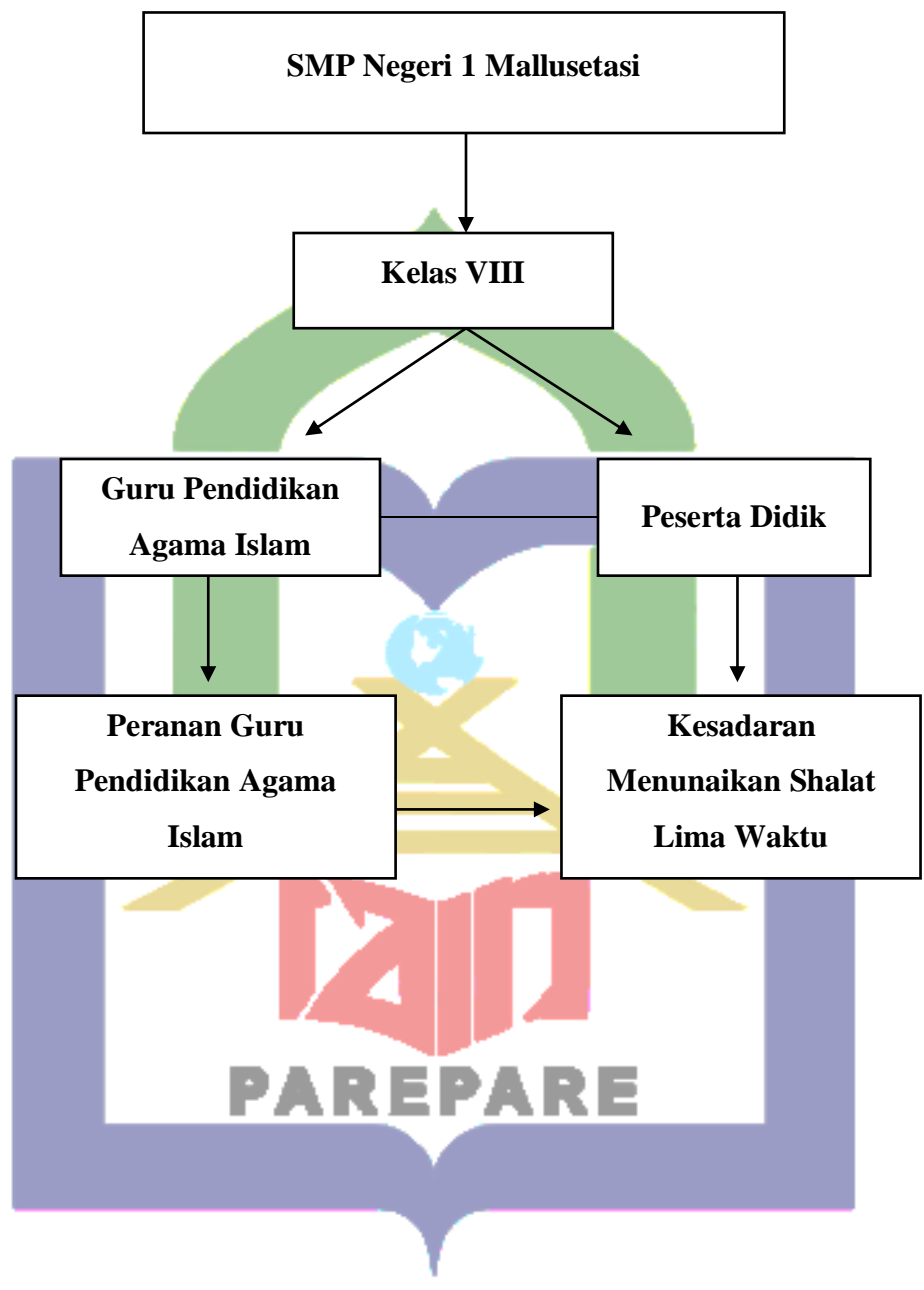 SMP Negeri 1 Mallusetasi
Kelas VIII
Guru Pendidikan
Agama Islam
Peserta Didik
Peranan Guru
Pendidikan Agama
Islam
Kesadaran
Menunaikan Shalat
Lima Waktu
iain
PAREPARE